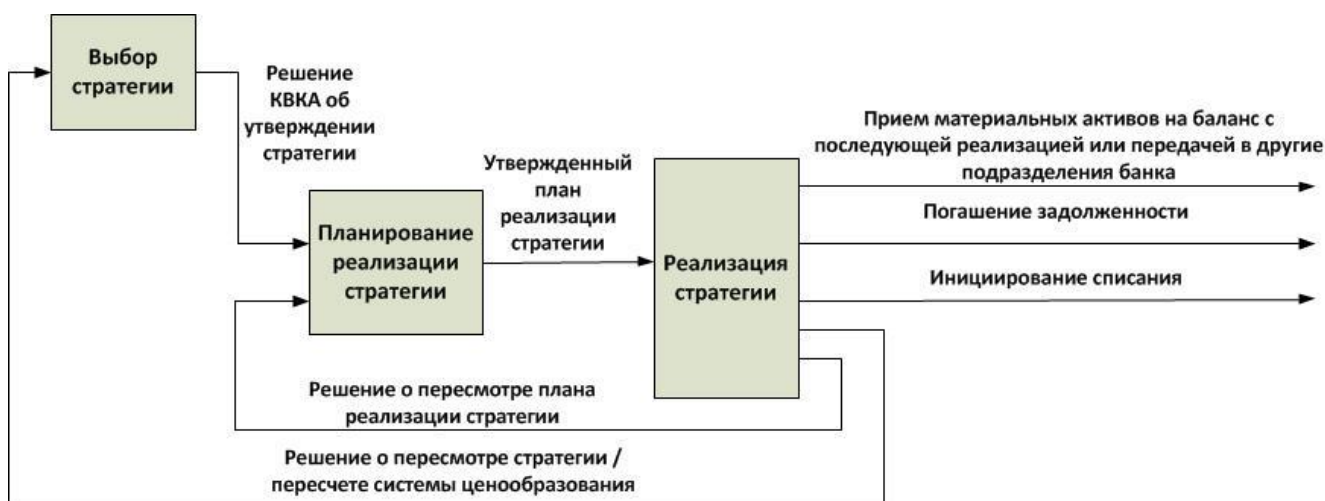 Выбор
стратегии
Решение
КВКА об
утверждении
стратегии
Планирование
реализации
стратегии
Утвержденный
план
реализации
стратегии
Реализация
стратегии
Прием материальных активов на баланс с
последующей реализацией или передачей в другие
подразделения банка
Погашение задолженности
Инициирование списания
Решение о пересмотре плана
реализации стратегии
Решение о пересмотре стратегии /
пересчете системы ценообразования